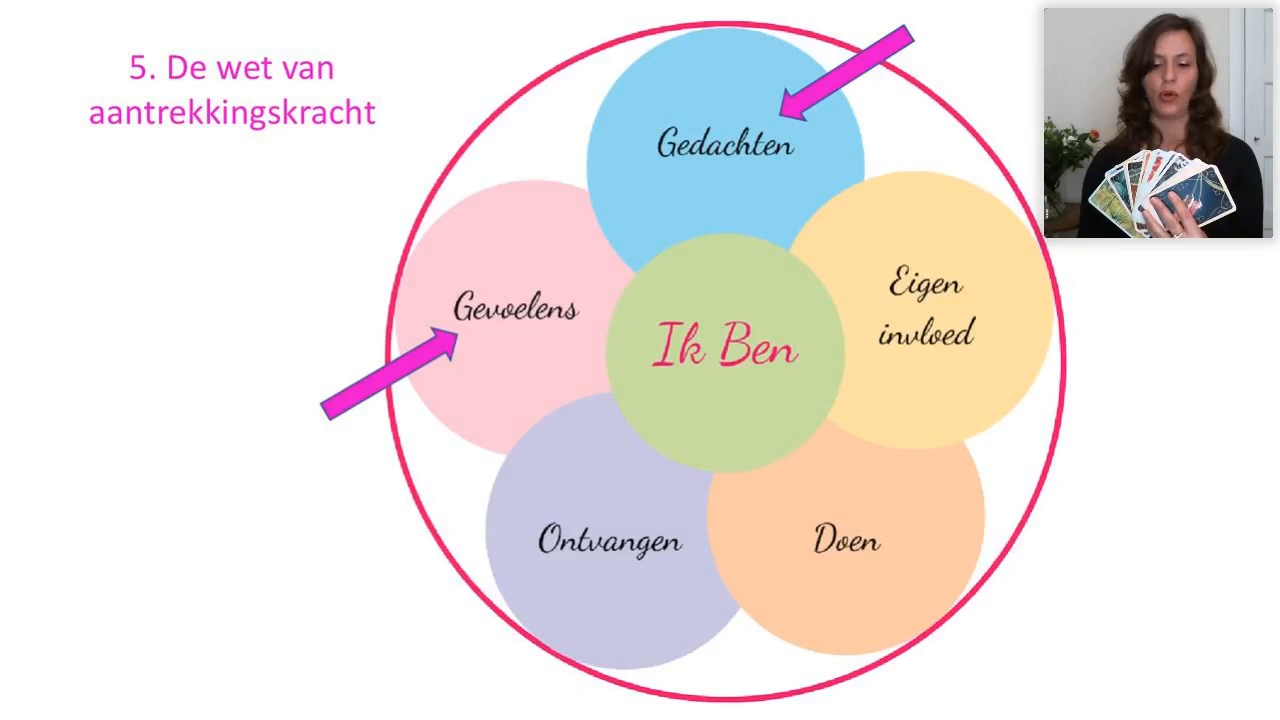 5. De wet van
aantrekkingskracht
Gedachten
Gevoelens
Eigen
invloed
Ik Ben
Ontvangen
Doen